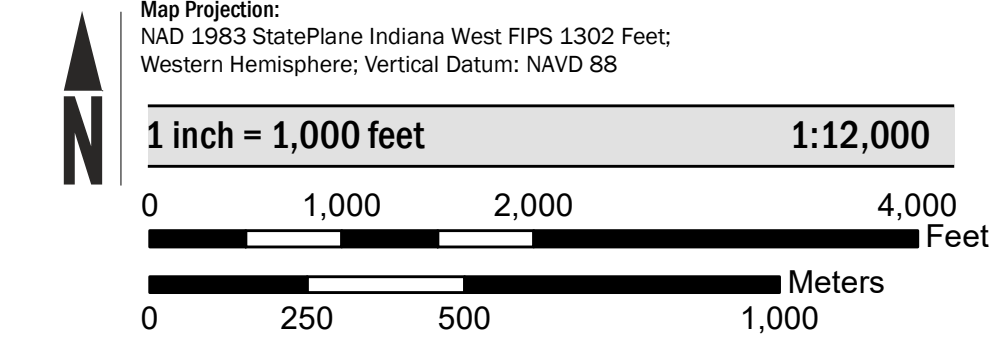 Map Projection:
NAD 1983 StatePlane Indiana West FIPS 1302 Feet;
Western Hemisphere; Vertical Datum: NAVD 88
N
1 inch = 1,000 feet 1:12,000
0 1,000 2,000 4,000
Feet
Meters
0 250 500 1,000